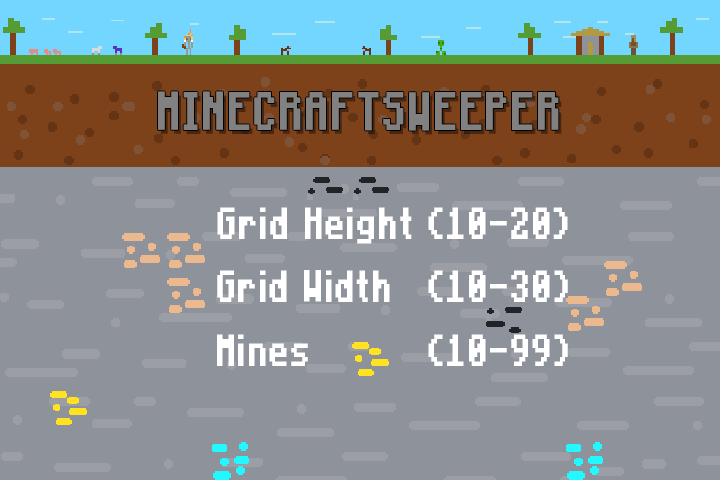 MINECRAFTSWEEPER
Grid Height (10-20)
Grid Width (10-30)
Mines (10-99)